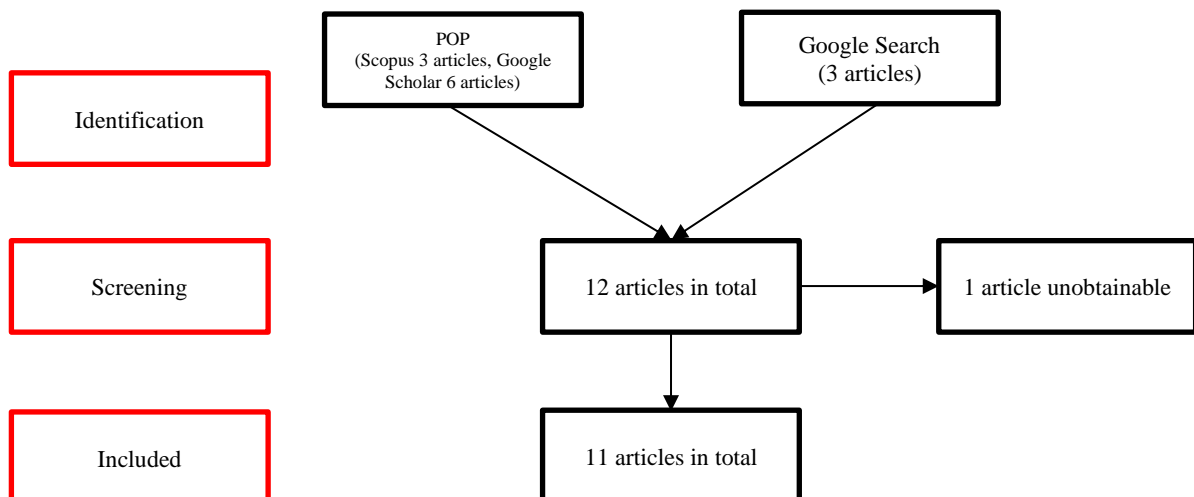 POP
(Scopus 3 articles, Google
Scholar 6 articles)
Google Search
(3 articles)
Identification
Screening
12 articles in total
1 article unobtainable
Included
11 articles in total